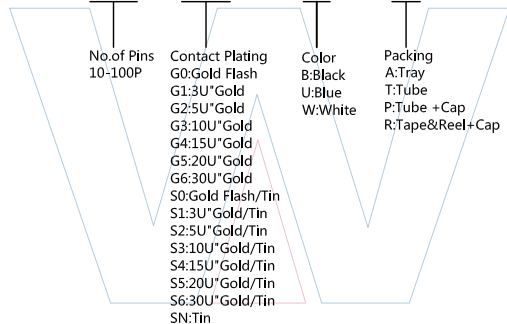 No.of Pins
10-100P
Contact Plating
G0:Gold Flash
G1:3U"Gold
G2:5U"Gold
G3:10U"Gold
G4:15U"Gold
G5:20U"Gold
G6:30U"Gold
S0:Gold Flash/Tin
S1:3U"Gold/Tin
S2:5U"Gold/Tin
S3:10U"Gold/Tin
S4:15U"Gold/Tin
S5:20U"Gold/Tin
S6:30U"Gold/Tin
SN:Tin
Color
B:Black
U:Blue
W:White
Packing
A:Tray
T:Tube
P:Tube +Cap
R:Tape&Reel+Cap